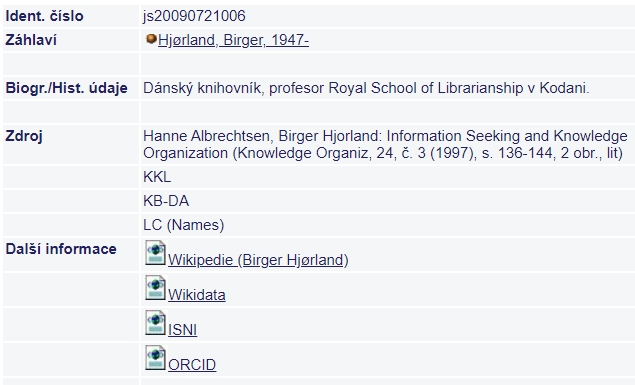 Ident. číslo js20090721006
Záhlaví Hjørland, Birger, 1947-
Biogr./Hist. údaje Dánský knihovník, profesor Royal School of Librarianship v Kodani.
Zdroj Hanne Albrechtsen, Birger Hjorland: Information Seeking and Knowledge
Organization (Knowledge Organiz, 24, č. 3 (1997), s. 136-144, 2 obr., lit)
KKL
KB-DA
LC (Names)
Další informace Wikipedie (Birger Hjørland)
Wikidata
ISNI
ORCID